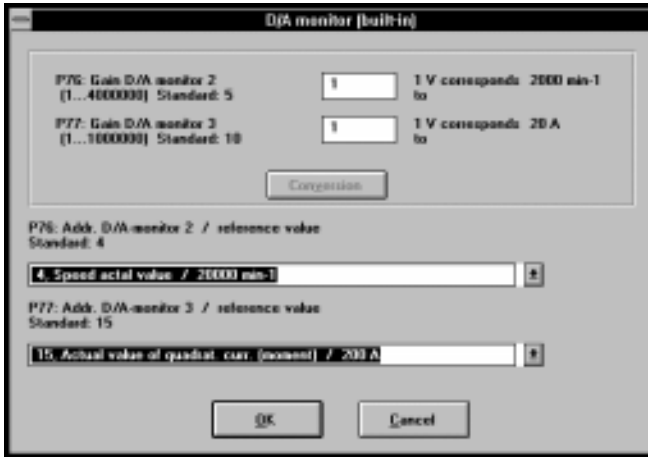 D/A monitor (built-in)
P76: Gain D/A monitor 2 1 1 V corresponds 2000 min-1
(1...4000000) Standard: 5 to
P77: Gain D/A monitor 3 1 1 V corresponds 20 A
(1...1000000) Standard: 10 to
Conversion
P76: Addr. D/A-monitor 2 / reference value
Standard: 4
4, Speed actal value / 20000 min-1
P77: Addr. D/A-monitor 3 / reference value
Standard: 15
15, Actual value of quadrat. curr. (moment) / 200 A
OK Cancel